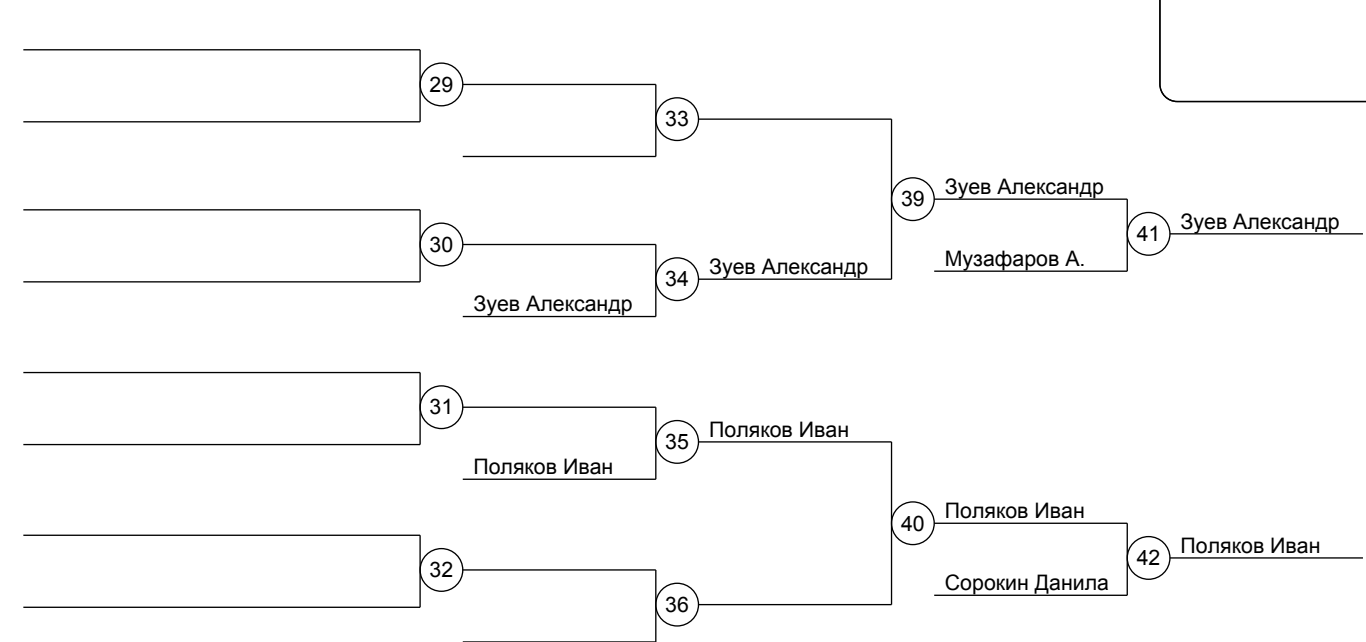 29
33
39
Зуев Александр
30
41
Зуев Александр
Музафаров А.
34
Зуев Александр
Зуев Александр
31
35
Поляков Иван
Поляков Иван
40
Поляков Иван
32
42
Поляков Иван
Сорокин Данила
36